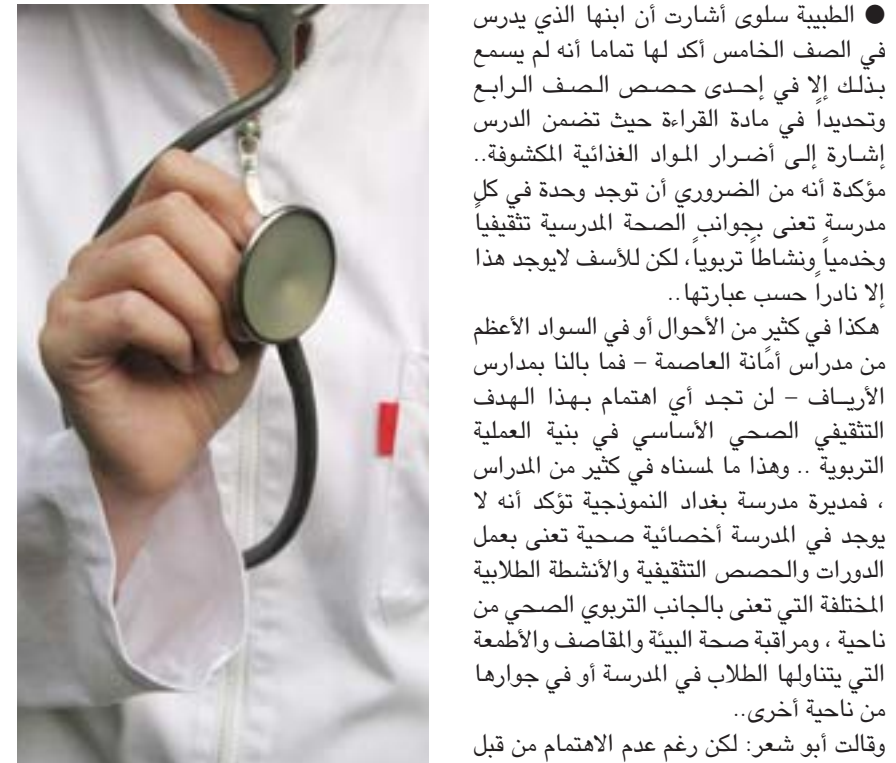 ● الطبيبة سلوى أشارت أن ابنها الذي يدرس
في الصف الخامس أكد لها تماما أنه لم يسمع
بذلك إلا في إحدى حصص الصف الرابع
وتحديداً في مادة القراءة حيث تضمن الدرس
إشارة إلى أضرار المواد الغذائية المكشوفة..
مؤكدة أنه من الضروري أن توجد وحدة في كل
مدرسة تعنى بجوانب الصحة المدرسية تثقيفياً
وخدمياً ونشاطاً تربوياً، لكن للأسف لايوجد هذا
إلا نادراً حسب عبارتها..
هكذا في كثير من الأحوال أو في السواد الأعظم
من مدراس أمانة العاصمة – فما بالنا بمدارس
الأرياف – لن تجد أي اهتمام بهذا الهدف
التثقيفي الصحي الأساسي في بنية العملية
التربوية .. وهذا ما لمسناه في كثير من المدراس
، فمديرة مدرسة بغداد النموذجية تؤكد أنه لا
يوجد في المدرسة أخصائية صحية تعنى بعمل
الدورات والحصص التثقيفية والأنشطة الطلابية
المختلفة التي تعنى بالجانب التربوي الصحي من
ناحية ، ومراقبة صحة البيئة والمقاصف والأطمعة
التي يتناولها الطلاب في المدرسة أو في جوارها
من ناحية أخرى..
وقالت أبو شعر: لكن رغم عدم الاهتمام من قبل